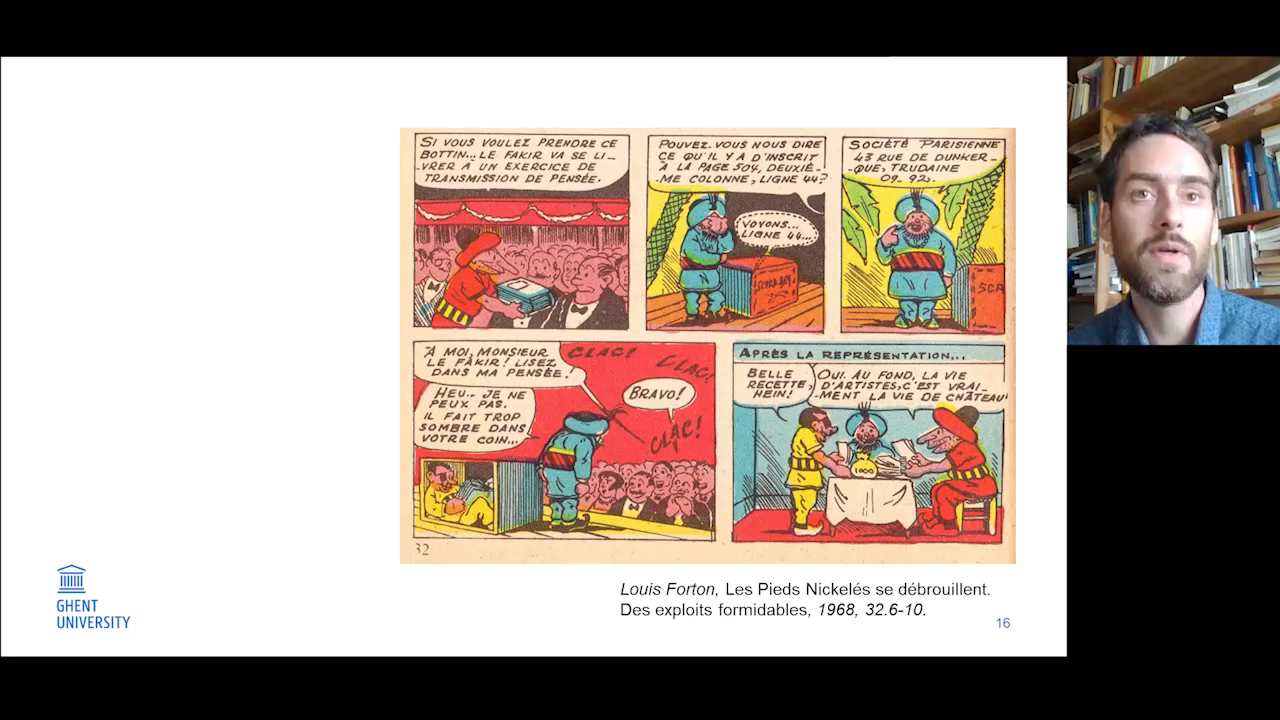 SI VOUS VOULEZ PRENDRE CE
BOTTIN... LE FAKIR VA SE LI-
-VRER À UN EXERCICE DE
TRANSMISSION DE PENSÉE.
POUVEZ-VOUS NOUS DIRE
CE QU'IL Y A D'INSCRIT
À LA PAGE 504, DEUXIÈ-
-ME COLONNE, LIGNE 44?
VOYONS...
LIGNE 44...
SOCIÉTÉ PARISIENNE
43 RUE DE DUNKER-
-QUE, TRUDAINE
09-92.
SCA
À MOI, MONSIEUR
LE FAKIR! LISEZ
DANS MA PENSÉE!
HEU... JE NE
PEUX PAS.
IL FAIT TROP
SOMBRE DANS
VOTRE COIN...
CLAC!
CLAC!
BRAVO!
CLAC!
APRÈS LA REPRÉSENTATION...
BELLE
RECETTE,
HEIN!
OUI. AU FOND, LA VIE
D'ARTISTES, C'EST VRAI-
-MENT LA VIE DE CHÂTEAU!
1000
32
Louis Forton, Les Pieds Nickelés se débrouillent.
Des exploits formidables, 1968, 32.6-10.
16
GHENT
UNIVERSITY